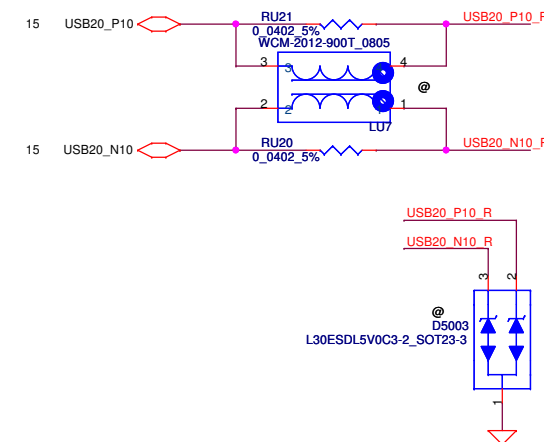 15 USB20_P10 RU21 USB20_P10_R
0_0402_5%
WCM-2012-900T_0805
3 3 4
@
2 2 1
LU7
15 USB20_N10 RU20 USB20_N10_R
0_0402_5%
USB20_P10_R
USB20_N10_R
3 2
@
D5003
L30ESDL5V0C3-2_SOT23-3
1